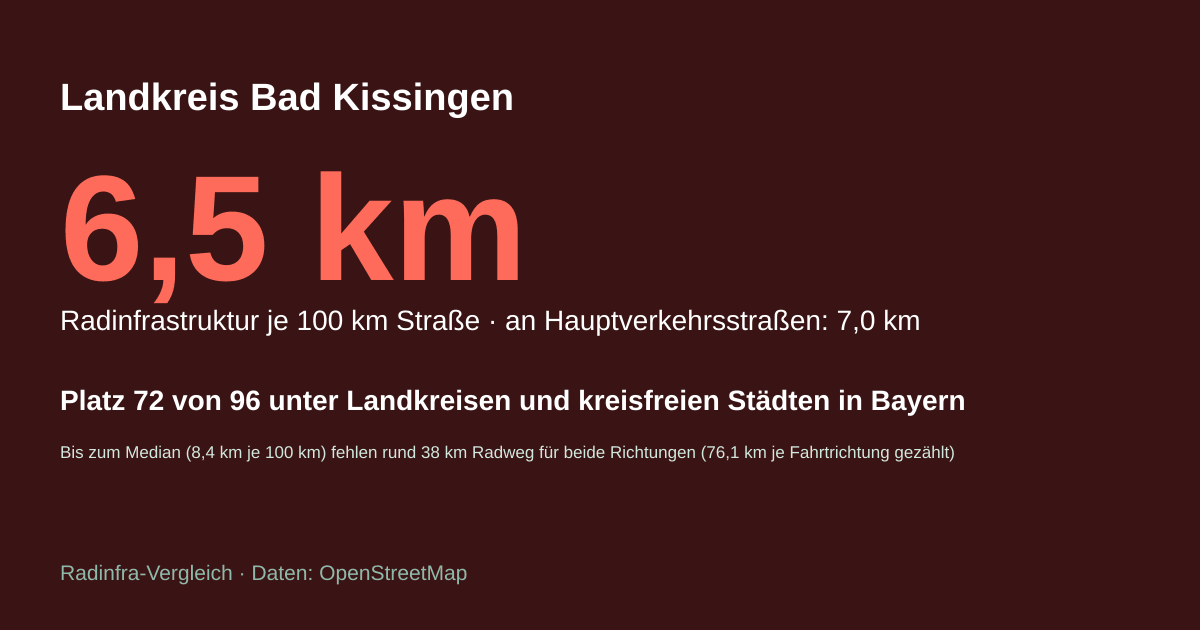 Landkreis Bad Kissingen
6,5 km
Radinfrastruktur je 100 km Straße · an Hauptverkehrsstraßen: 7,0 km
Platz 72 von 96 unter Landkreisen und kreisfreien Städten in Bayern
Bis zum Median (8,4 km je 100 km) fehlen rund 38 km Radweg für beide Richtungen (76,1 km je Fahrtrichtung gezählt)
Radinfra-Vergleich · Daten: OpenStreetMap